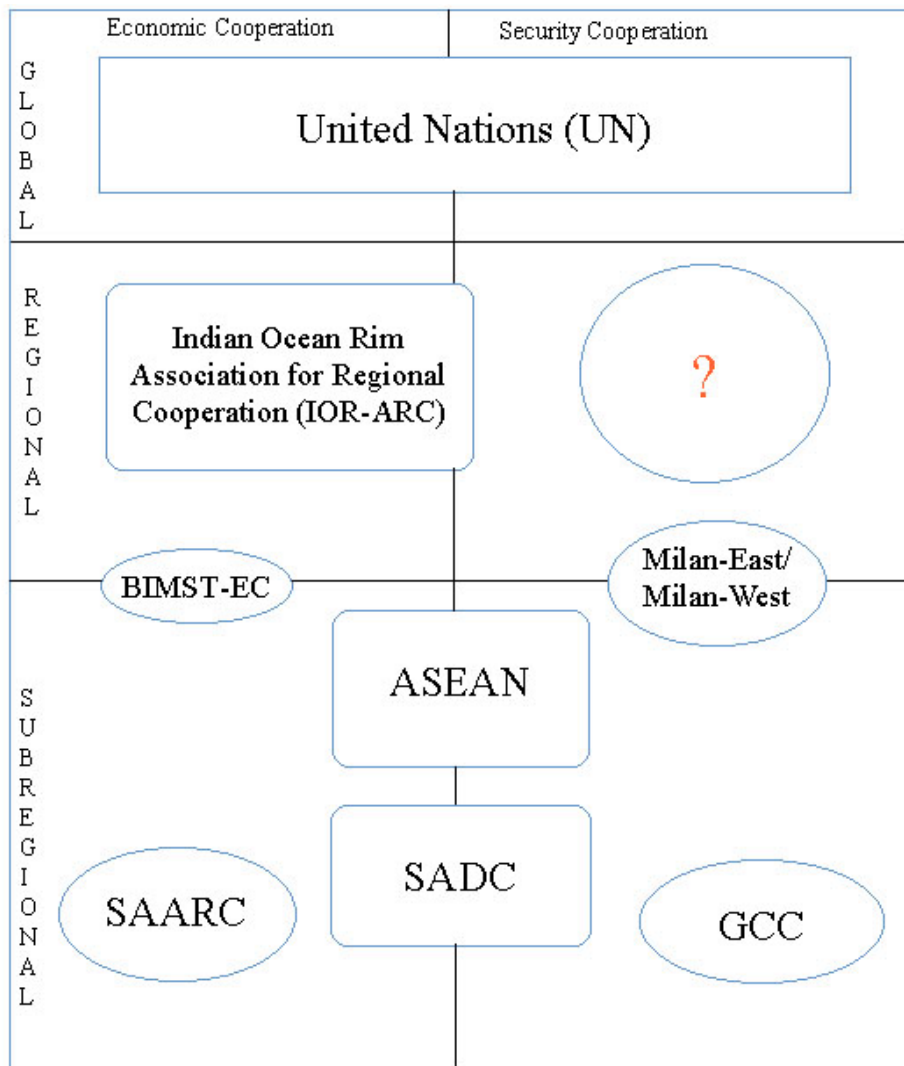 Economic Cooperation
Security Cooperation
GLOBAL
United Nations (UN)
REGIONAL
Indian Ocean Rim
Association for Regional
Cooperation (IOR-ARC)
?
BIMST-EC
Milan-East/
Milan-West
SUBREGIONAL
ASEAN
SADC
SAARC
GCC